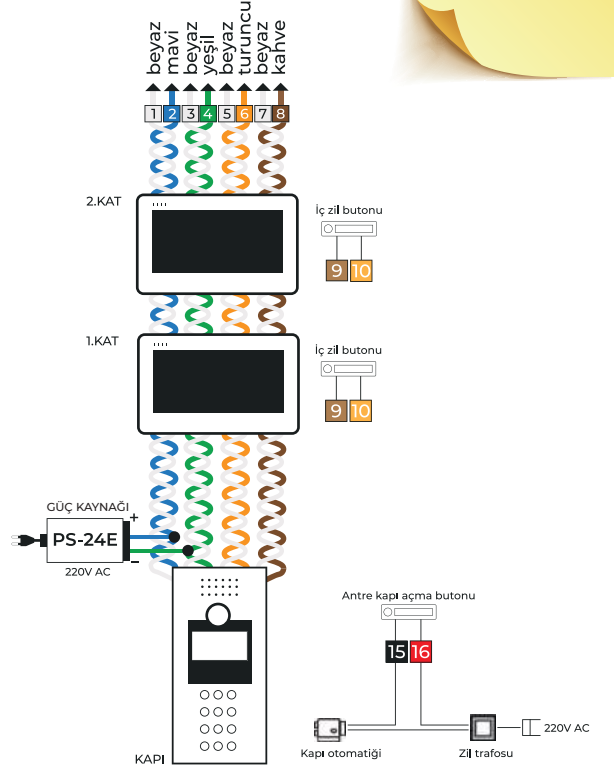 beyaz
mavi
beyaz
yeşil
beyaz
turuncu
beyaz
kahve
1 2 3 4 5 6 7 8
2.KAT
İç zil butonu
9 10
1.KAT
İç zil butonu
9 10
GÜÇ KAYNAĞI
+
PS-24E
−
220V AC
KAPI
Antre kapı açma butonu
15 16
220V AC
Kapı otomatiği
Zil trafosu